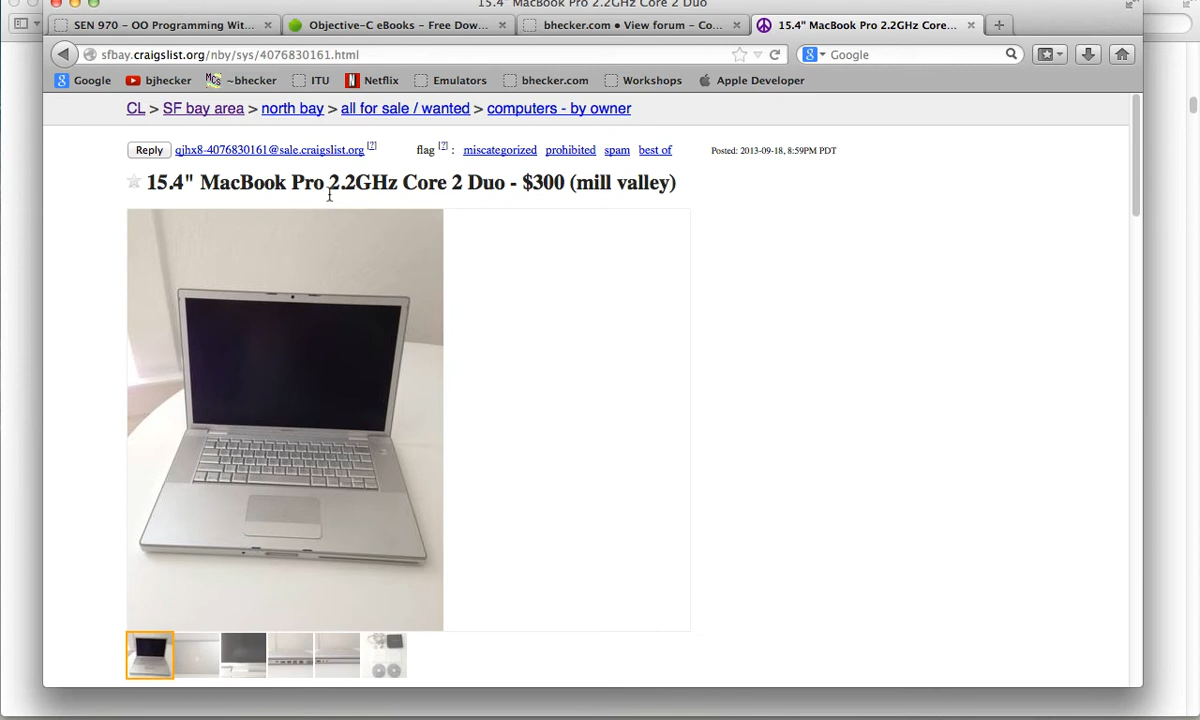 15.4" MacBook Pro 2.2GHz Core 2 Duo
SEN 970 – OO Programming Wit... × Objective-C eBooks – Free Dow... × bhecker.com • View forum – Co... × 15.4" MacBook Pro 2.2GHz Core... × +
sfbay.craigslist.org/nby/sys/4076830161.html Google
Google bjhecker ~bhecker ITU Netflix Emulators bhecker.com Workshops Apple Developer
CL > SF bay area > north bay > all for sale / wanted > computers - by owner
Reply qjhx8-4076830161@sale.craigslist.org [?] flag [?] : miscategorized prohibited spam best of Posted: 2013-09-18, 8:59PM PDT
15.4" MacBook Pro 2.2GHz Core 2 Duo - $300 (mill valley)